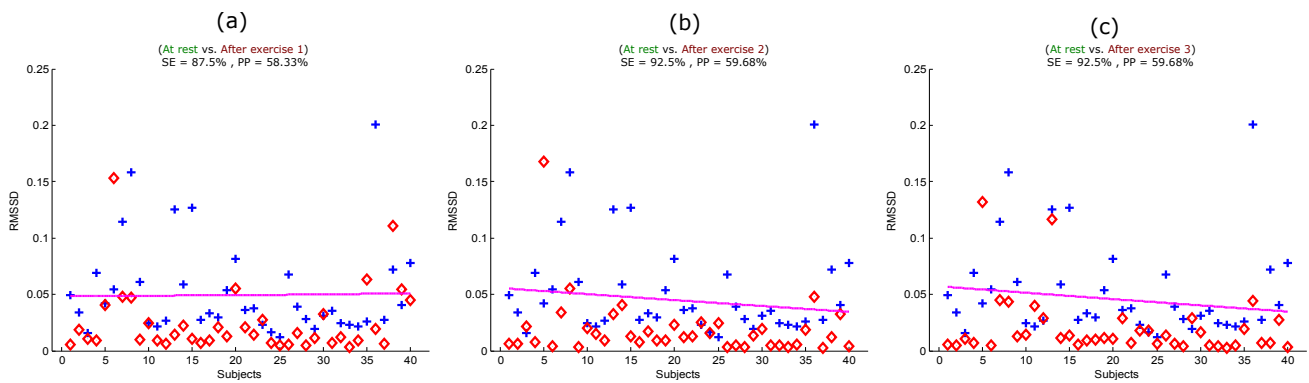 (a)
(At rest vs. After exercise 1)
SE = 87.5% , PP = 58.33%
0.25
0.2
0.15
0.1
0.05
0
RMSSD
0 5 10 15 20 25 30 35 40
Subjects
(b)
(At rest vs. After exercise 2)
SE = 92.5% , PP = 59.68%
0.25
0.2
0.15
0.1
0.05
0
RMSSD
0 5 10 15 20 25 30 35 40
Subjects
(c)
(At rest vs. After exercise 3)
SE = 92.5% , PP = 59.68%
0.25
0.2
0.15
0.1
0.05
0
RMSSD
0 5 10 15 20 25 30 35 40
Subjects